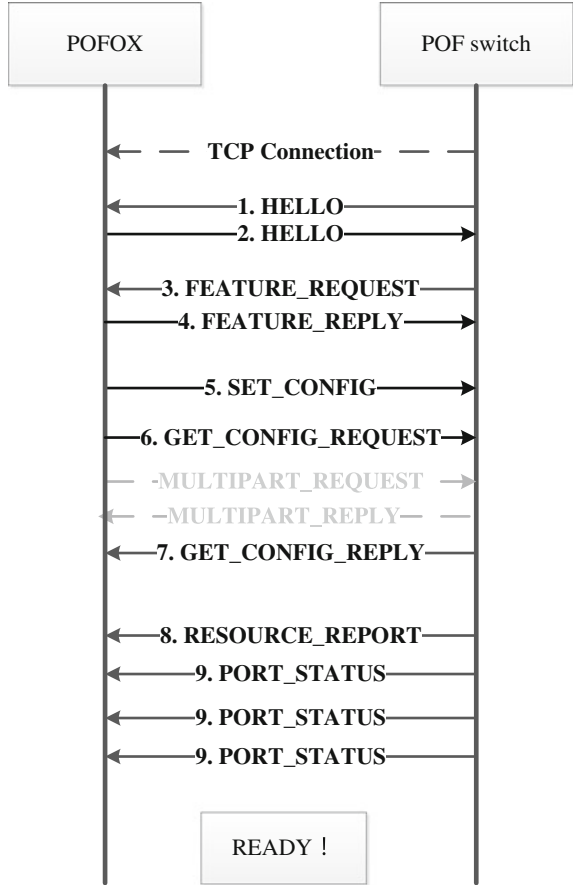 POFOX
POF switch
TCP Connection
1. HELLO
2. HELLO
3. FEATURE_REQUEST
4. FEATURE_REPLY
5. SET_CONFIG
6. GET_CONFIG_REQUEST
MULTIPART_REQUEST
MULTIPART_REPLY
7. GET_CONFIG_REPLY
8. RESOURCE_REPORT
9. PORT_STATUS
9. PORT_STATUS
9. PORT_STATUS
READY！